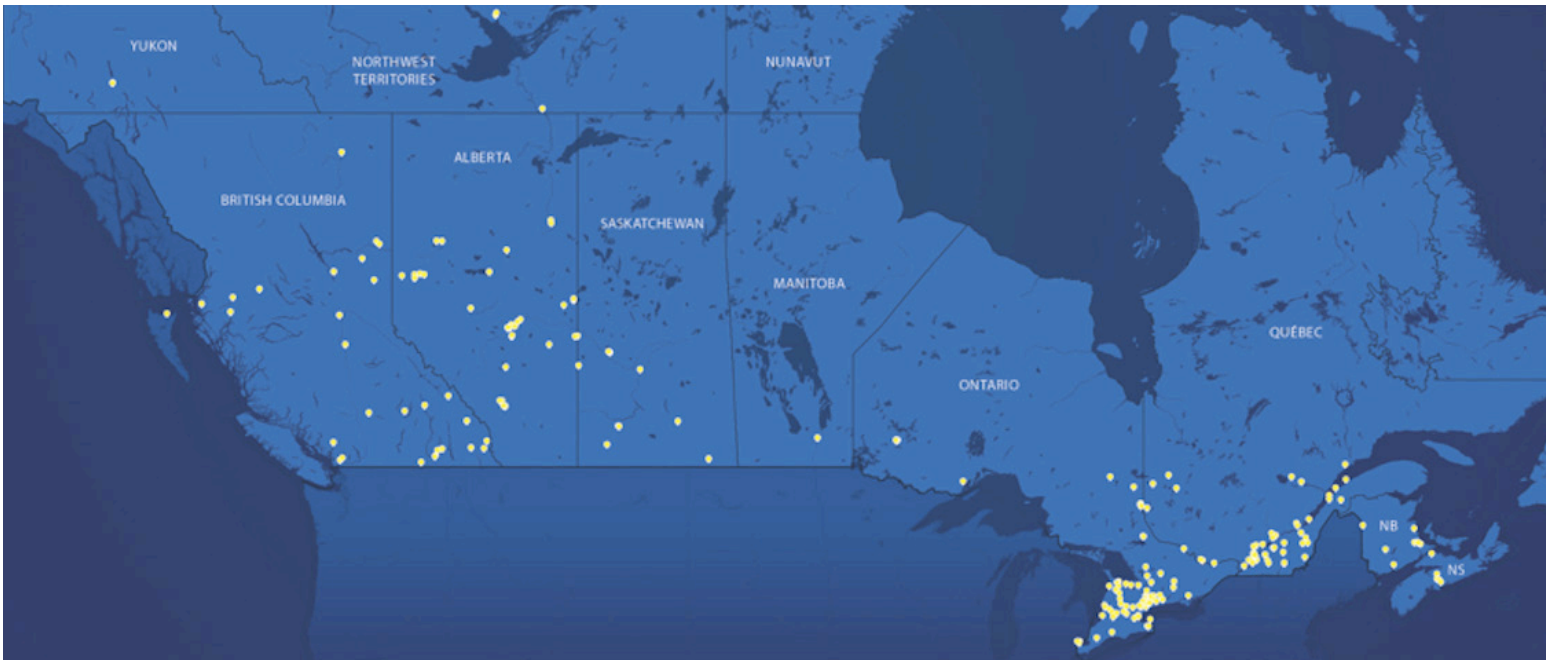 YUKON
NORTHWEST
TERRITORIES
NUNAVUT
ALBERTA
BRITISH COLUMBIA
SASKATCHEWAN
MANITOBA
QUÉBEC
ONTARIO
NB
NS